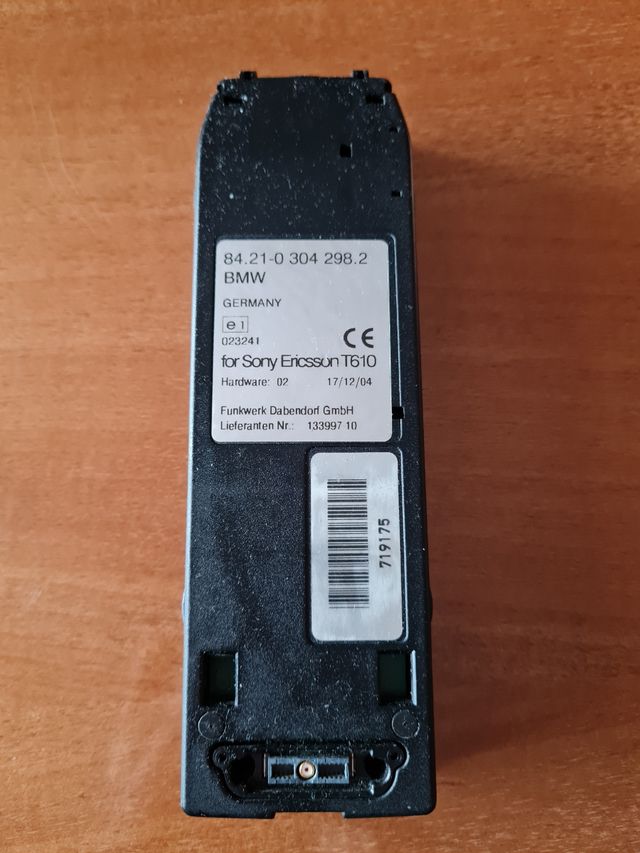 84.21-0 304 298.2
BMW
GERMANY
e1
023241 CE
for Sony Ericsson T610
Hardware: 02 17/12/04
Funkwerk Dabendorf GmbH
Lieferanten Nr.: 133997 10
719175